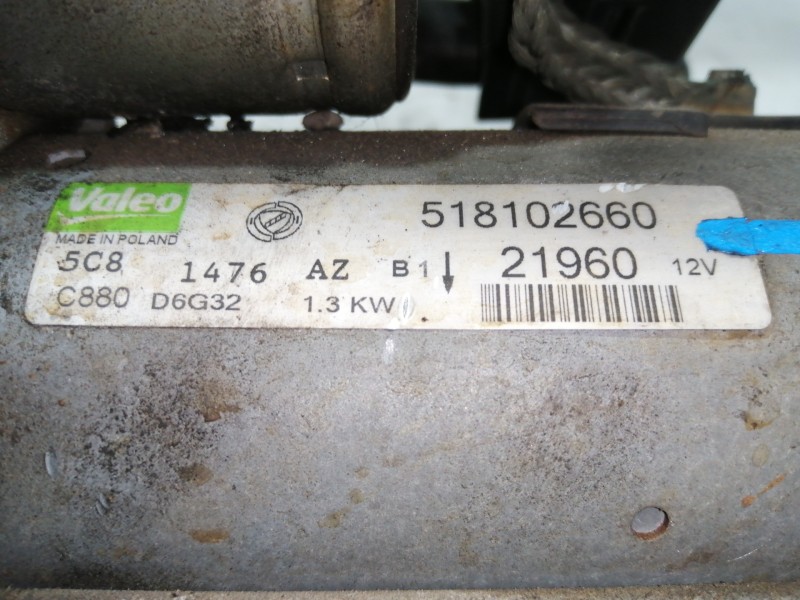 Valeo
518102660
MADE IN POLAND
5C8 1476 AZ B1 21960 12V
C880 D6G32 1.3 KW